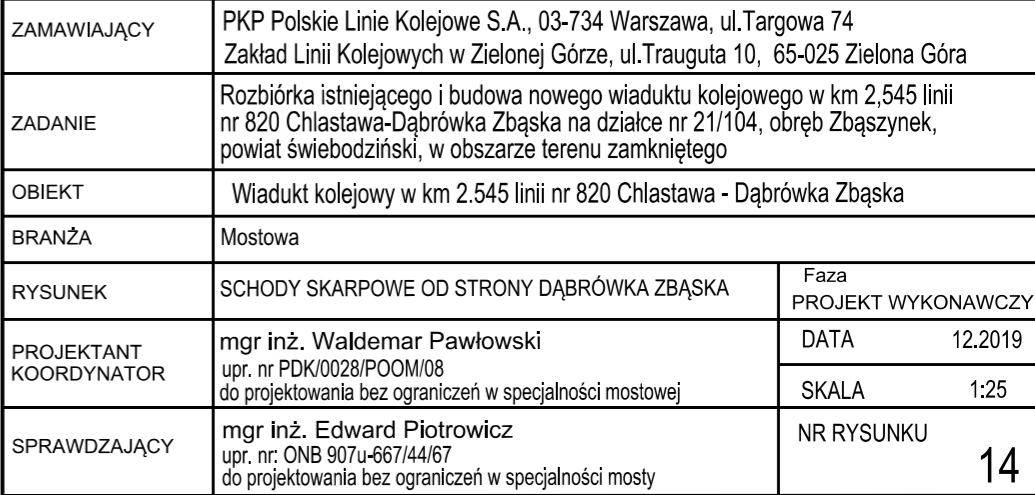 ZAMAWIAJĄCY
PKP Polskie Linie Kolejowe S.A., 03-734 Warszawa, ul.Targowa 74
Zakład Linii Kolejowych w Zielonej Górze, ul.Trauguta 10, 65-025 Zielona Góra
ZADANIE
Rozbiórka istniejącego i budowa nowego wiaduktu kolejowego w km 2,545 linii
nr 820 Chlastawa-Dąbrówka Zbąska na działce nr 21/104, obręb Zbąszynek,
powiat świebodziński, w obszarze terenu zamkniętego
OBIEKT
Wiadukt kolejowy w km 2.545 linii nr 820 Chlastawa - Dąbrówka Zbąska
BRANŻA
Mostowa
RYSUNEK
SCHODY SKARPOWE OD STRONY DĄBRÓWKA ZBĄSKA
Faza
PROJEKT WYKONAWCZY
PROJEKTANT
KOORDYNATOR
mgr inż. Waldemar Pawłowski
upr. nr PDK/0028/POOM/08
do projektowania bez ograniczeń w specjalności mostowej
DATA 12.2019
SKALA 1:25
SPRAWDZAJĄCY
mgr inż. Edward Piotrowicz
upr. nr: ONB 907u-667/44/67
do projektowania bez ograniczeń w specjalności mosty
NR RYSUNKU
14